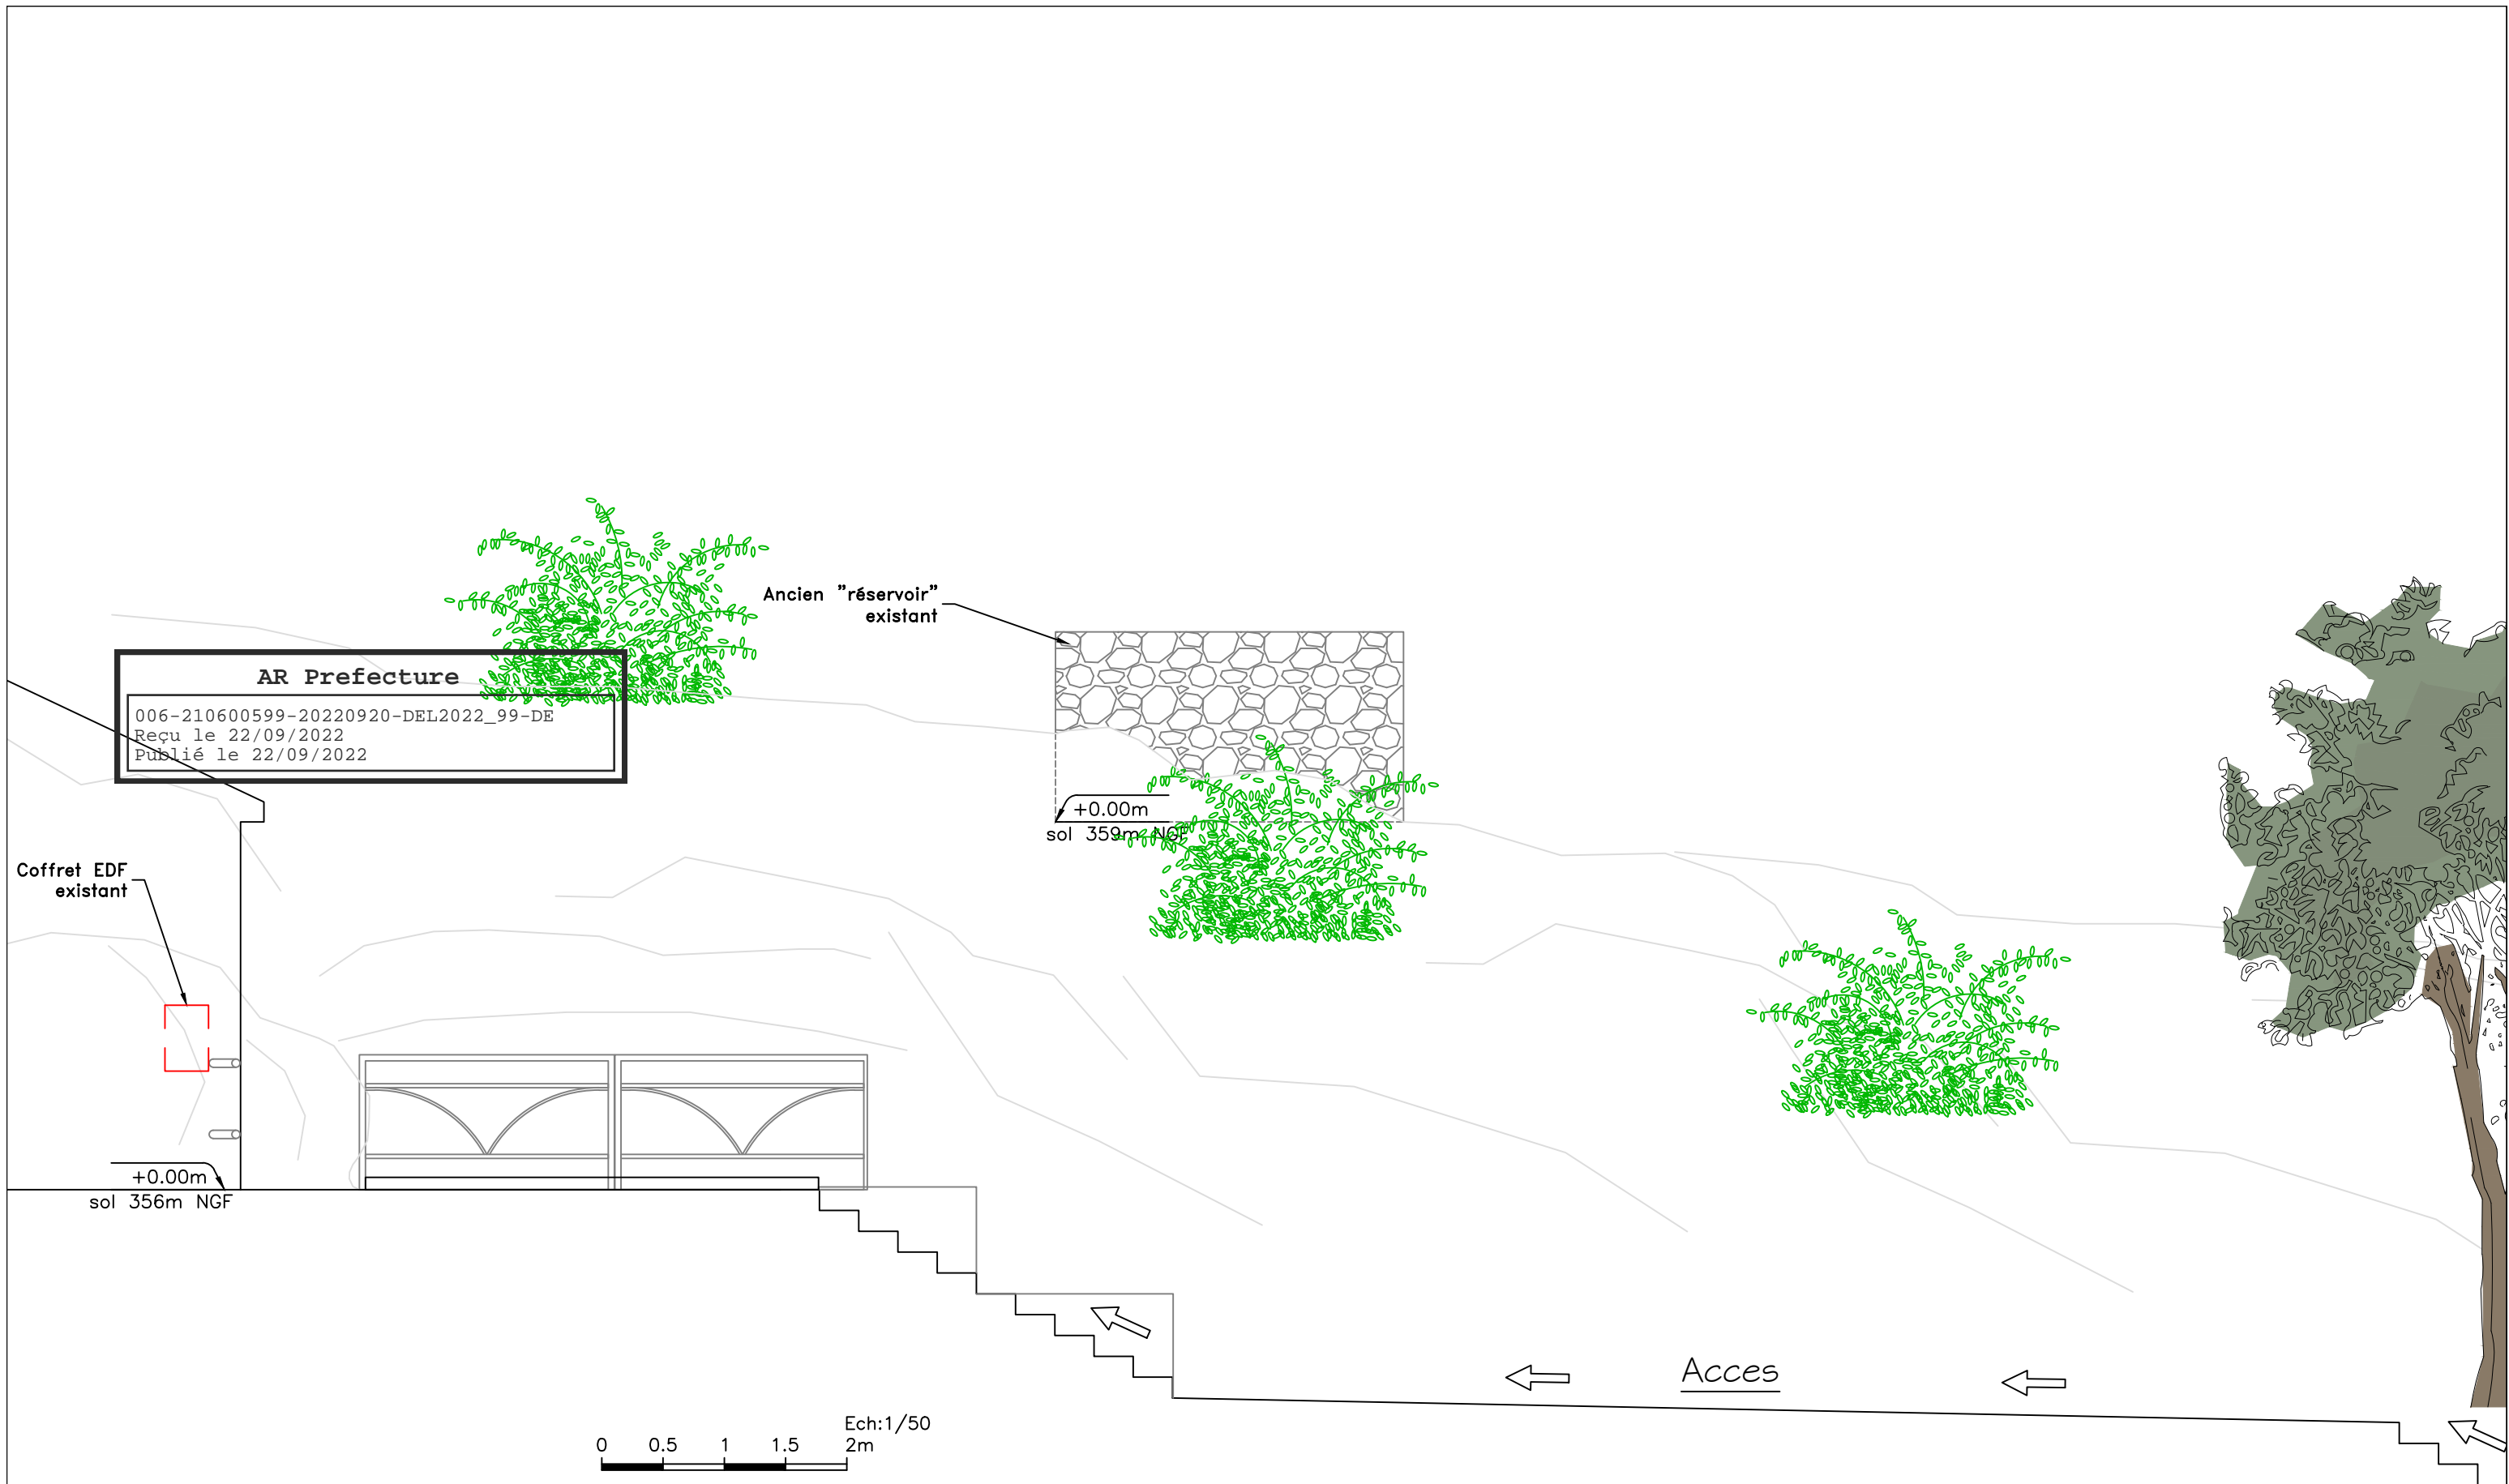 Ancien "réservoir"
existant
AR Prefecture
006-210600599-20220920-DEL2022_99-DE
Reçu le 22/09/2022
Publié le 22/09/2022
+0.00m
sol 359m NGF
Coffret EDF
existant
+0.00m
sol 356m NGF
Acces
Ech:1/50
0 0.5 1 1.5 2m